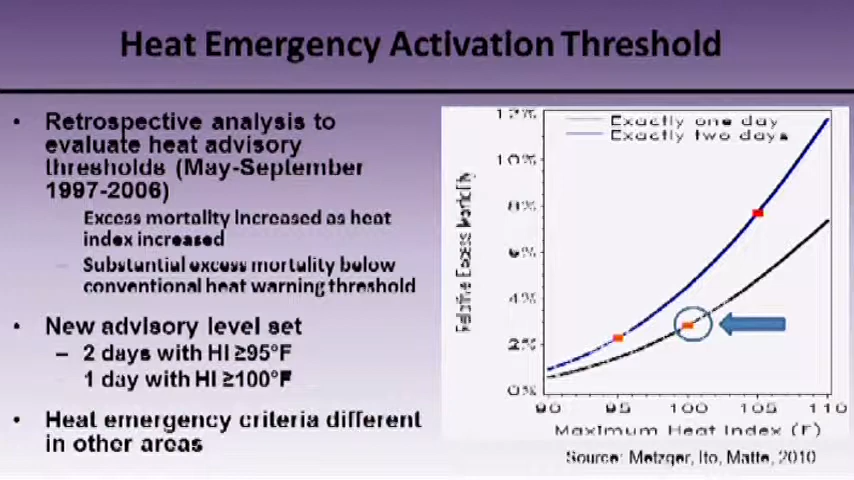 Heat Emergency Activation Threshold
• Retrospective analysis to
evaluate heat advisory
thresholds (May-September
1997-2006)
Excess mortality increased as heat
index increased
– Substantial excess mortality below
conventional heat warning threshold
• New advisory level set
– 2 days with HI ≥95°F
1 day with HI ≥100°F
• Heat emergency criteria different
in other areas
Exactly one day
Exactly two days
12%
10%
8%
6%
4%
2%
0%
Relative Excess Mortality
90 95 100 105 110
Maximum Heat Index (F)
Source: Metzger, Ito, Matte, 2010